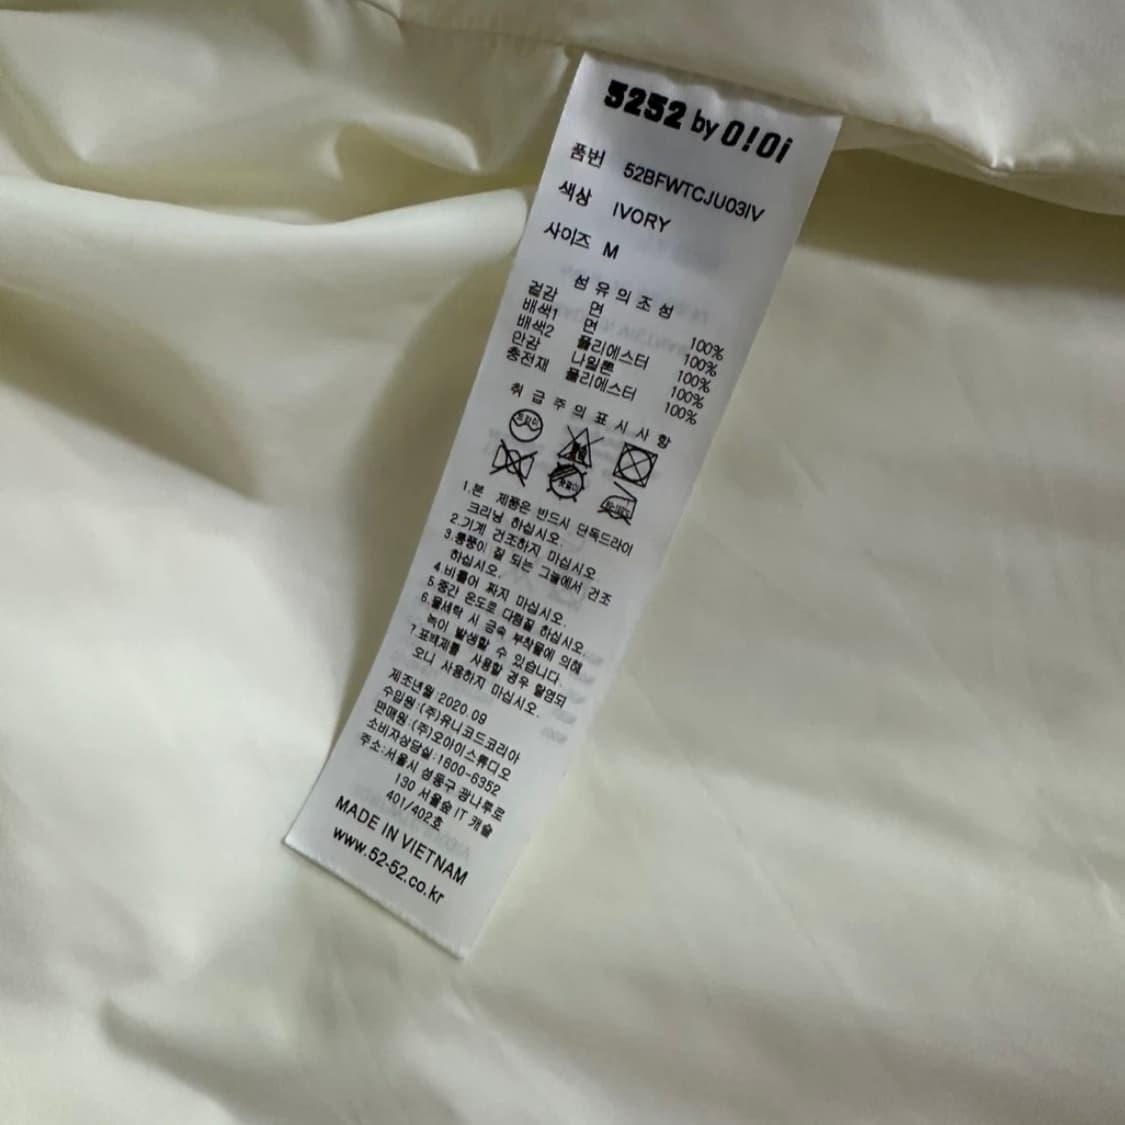 5252 by O!Oi
품번 52BFWTCJU03IV
색상 IVORY
사이즈 M
섬유의조성
겉감 면 100%
배색1 면 100%
배색2 폴리에스터 100%
안감 나일론 100%
충전재 폴리에스터 100%
취급주의표시사항
드라이
1.본 제품은 반드시 단독드라이
크리닝 하십시오.
2.기계 건조하지 마십시오.
3.통풍이 잘 되는 그늘에서 건조
하십시오.
4.비틀어 짜지 마십시오.
5.중간 온도로 다림질 하십시오.
6.물세탁 시 금속 부착물에 의해
녹이 발생할 수 있습니다.
7.표백제를 사용할 경우 탈염되
오니 사용하지 마십시오.
제조년월:2020.09
수입원:(주)유니코드코리아
판매원:(주)오아이스튜디오
소비자상담실:1600-6352
주소:서울시 성동구 광나루로
130 서울숲 IT 캐슬
401/402호
MADE IN VIETNAM
www.52-52.co.kr